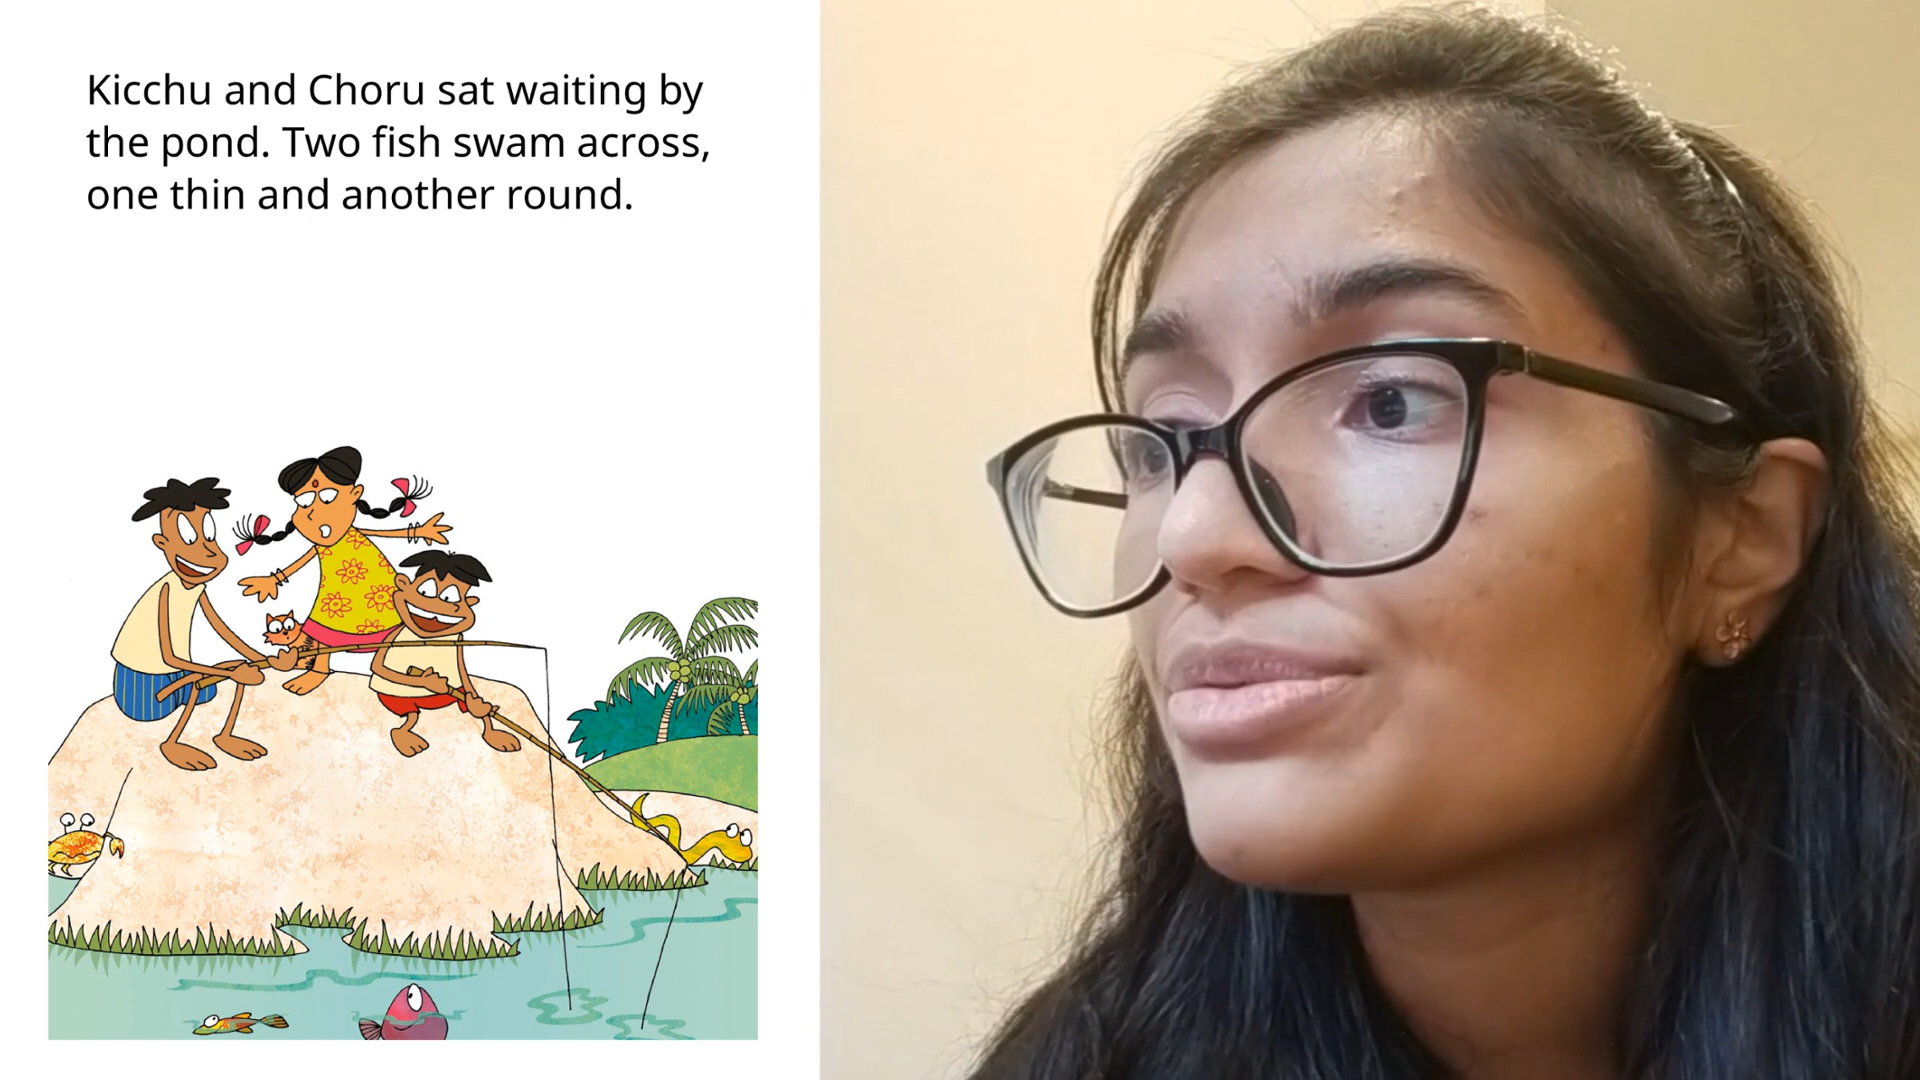 Kicchu and Choru sat waiting by
the pond. Two fish swam across,
one thin and another round.